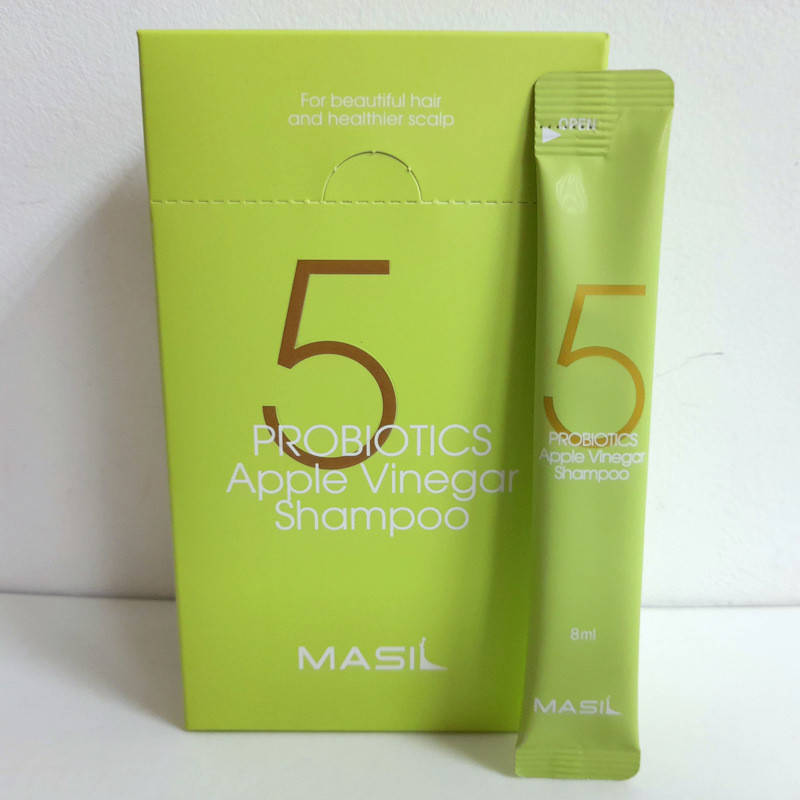 For beautiful hair
and healthier scalp
5
PROBIOTICS
Apple Vinegar
Shampoo
MASIL
OPEN
5
PROBIOTICS
Apple Vinegar
Shampoo
8ml
MASIL